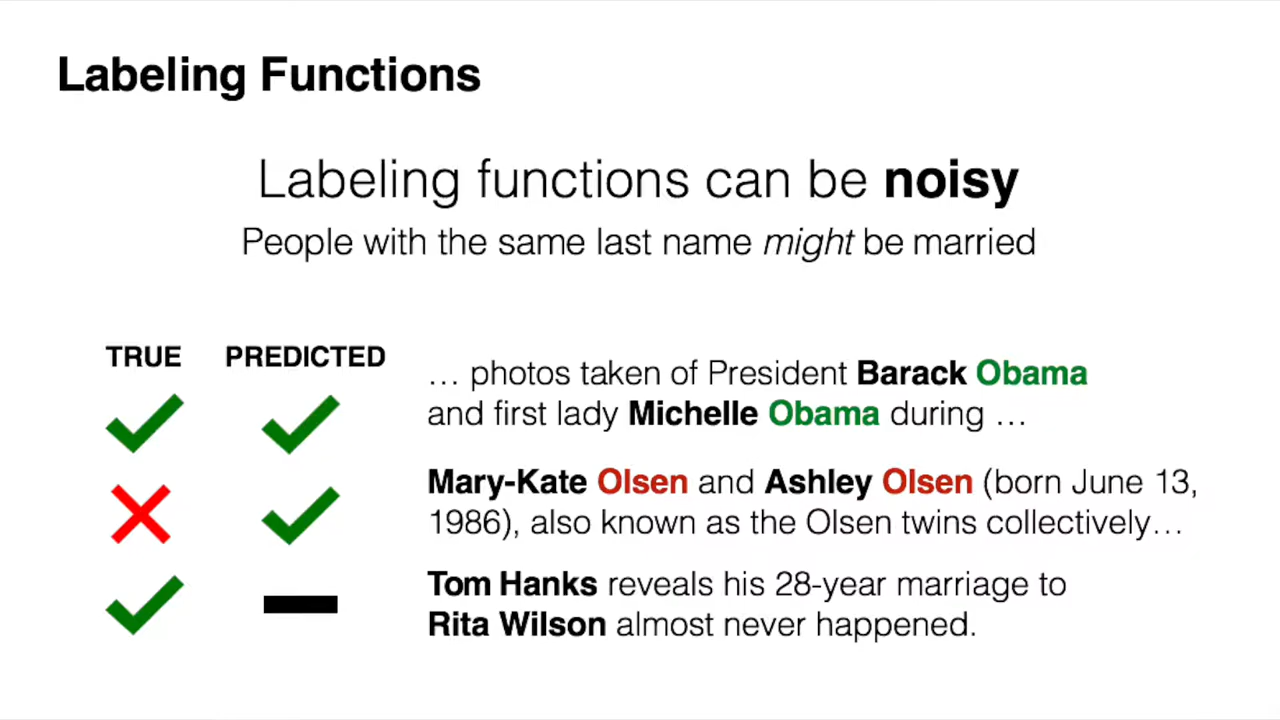 Labeling Functions
Labeling functions can be noisy
People with the same last name might be married
TRUE PREDICTED
… photos taken of President Barack Obama
and first lady Michelle Obama during …
Mary-Kate Olsen and Ashley Olsen (born June 13,
1986), also known as the Olsen twins collectively…
Tom Hanks reveals his 28-year marriage to
Rita Wilson almost never happened.